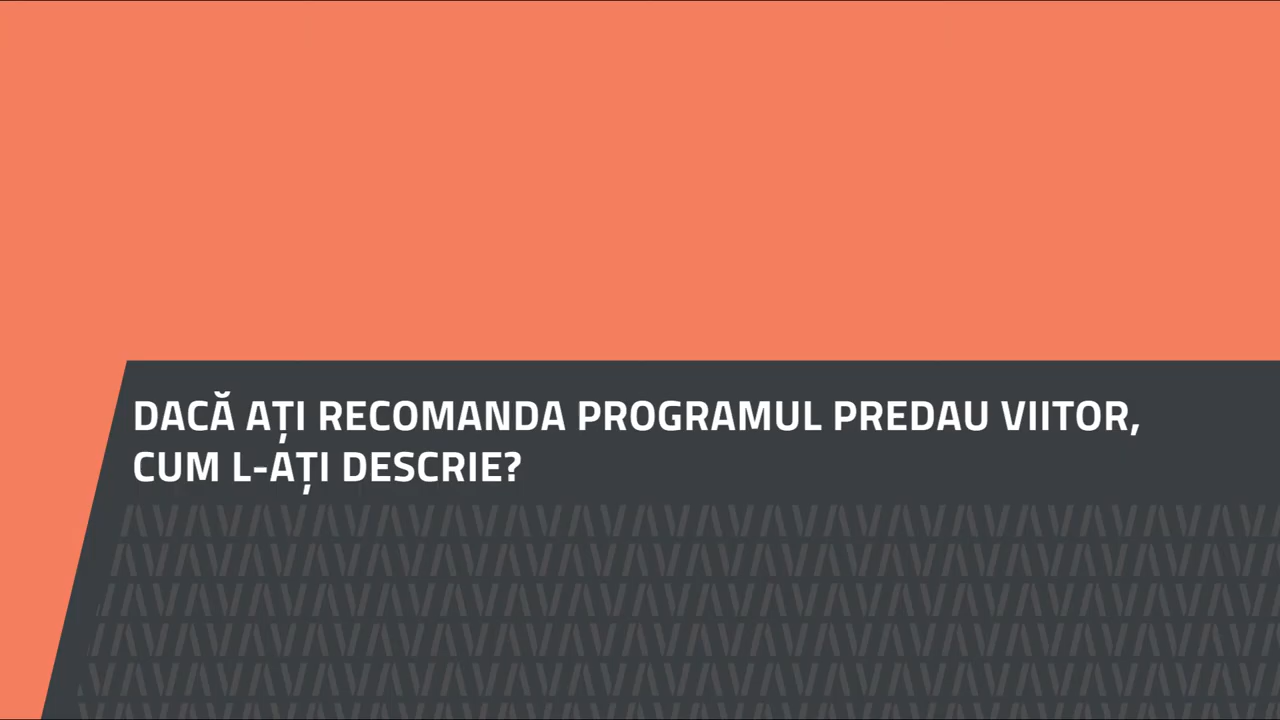 DACĂ AȚI RECOMANDA PROGRAMUL PREDAU VIITOR,
CUM L-AȚI DESCRIE?